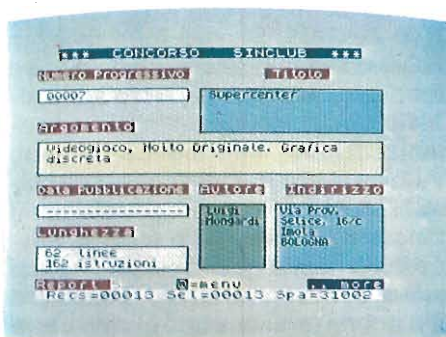 *** CONCORSO SINCLUB ***
Numero Progressivo Titolo
00007 Supercenter
Argomento
Videogioco, Molto Originale. Grafica
discreta
Data Pubblicazione Autore Indirizzo
----------------- Luigi Via Prov.
Mongardi Selice, 16/c
Lunghezza Imola
BOLOGNA
62 linee
162 istruzioni
Report @=menu .. more
Recs=00013 Sel=00013 Spa=31002